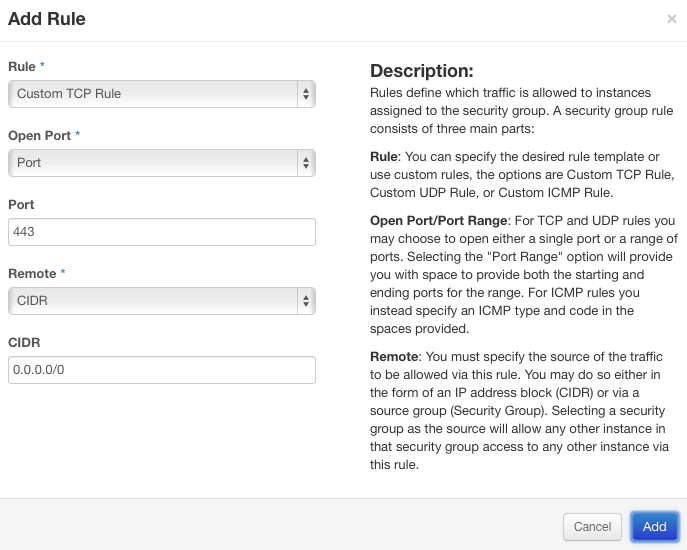 Add Rule
×
Rule *
Custom TCP Rule
Open Port *
Port
Port
443
Remote *
CIDR
CIDR
0.0.0.0/0
Description:
Rules define which traffic is allowed to instances
assigned to the security group. A security group rule
consists of three main parts:
Rule: You can specify the desired rule template or
use custom rules, the options are Custom TCP Rule,
Custom UDP Rule, or Custom ICMP Rule.
Open Port/Port Range: For TCP and UDP rules you
may choose to open either a single port or a range of
ports. Selecting the "Port Range" option will provide
you with space to provide both the starting and
ending ports for the range. For ICMP rules you
instead specify an ICMP type and code in the
spaces provided.
Remote: You must specify the source of the traffic
to be allowed via this rule. You may do so either in
the form of an IP address block (CIDR) or via a
source group (Security Group). Selecting a security
group as the source will allow any other instance in
that security group access to any other instance via
this rule.
Cancel
Add